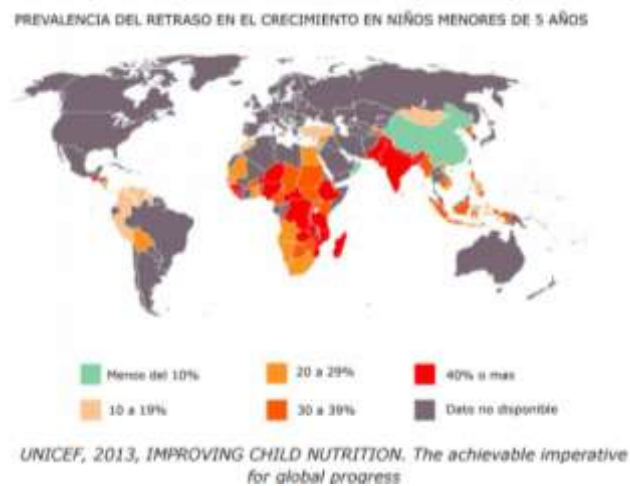 PREVALENCIA DEL RETRASO EN EL CRECIMIENTO EN NIÑOS MENORES DE 5 AÑOS
Menos del 10%
20 a 29%
40% o mas
10 a 19%
30 a 39%
Dato no disponible
UNICEF, 2013, IMPROVING CHILD NUTRITION. The achievable imperative
for global progress